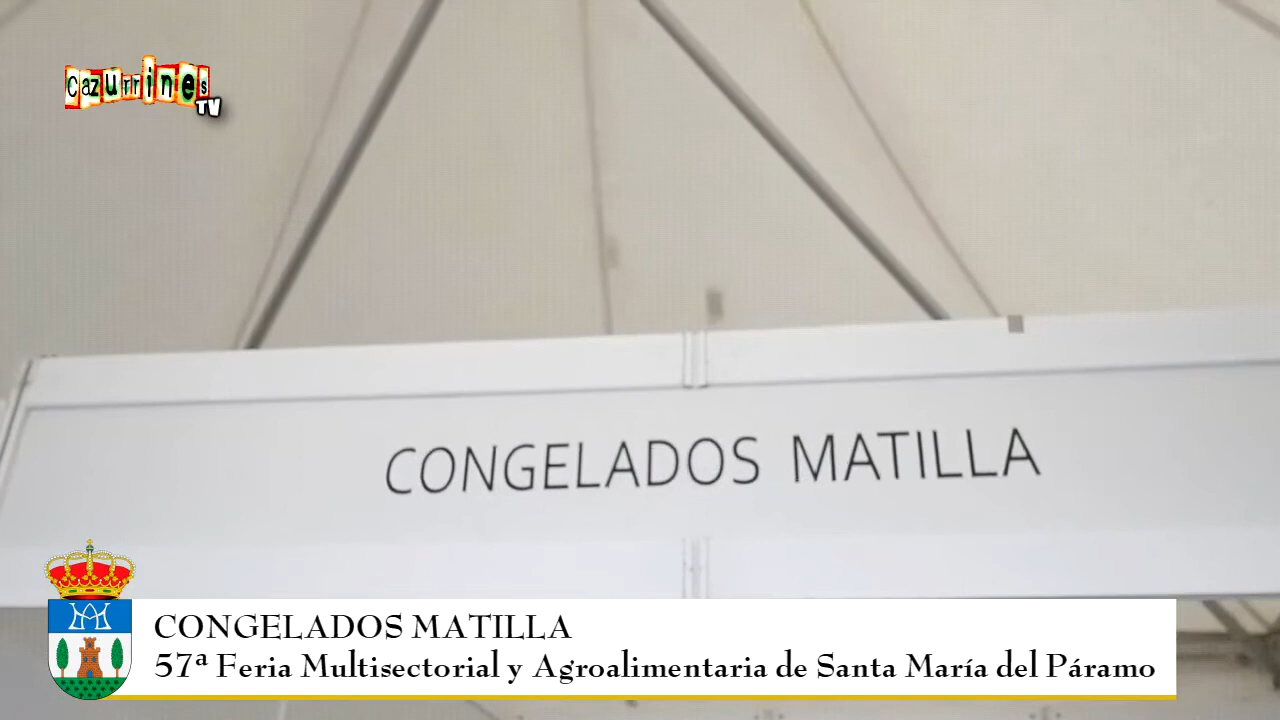 cazurrines
TV
CONGELADOS MATILLA
CONGELADOS MATILLA
57ª Feria Multisectorial y Agroalimentaria de Santa María del Páramo